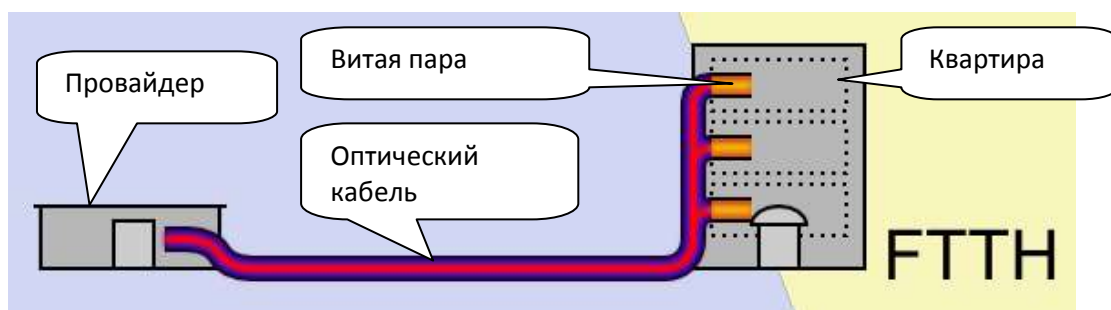 Провайдер
Витая пара
Квартира
Оптический
кабель
FTTH